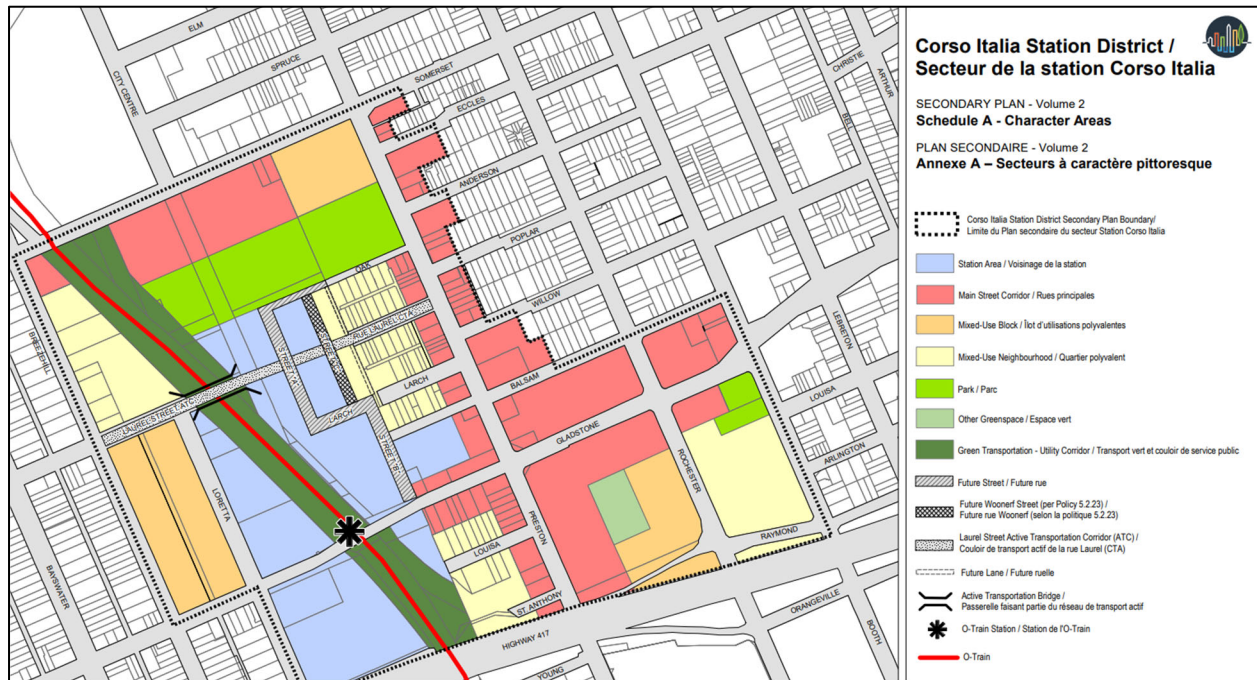 ELM
SPRUCE
CITY CENTRE
SOMERSET
ECCLES
CHRISTIE
ARTHUR
BELL
ANDERSON
POPLAR
WILLOW
OAK
RUE LAUREL CTA
BREEZEHILL
STREET 'A'
LARCH
BALSAM
LEBRETON
LAUREL STREET ATC
LARCH
STREET 'B'
GLADSTONE
LOUISA
ARLINGTON
LORETTA
ROCHESTER
PRESTON
BAYSWATER
LOUISA
RAYMOND
ST. ANTHONY
HIGHWAY 417
ORANGEVILLE
BOOTH
YOUNG
Corso Italia Station District /
Secteur de la station Corso Italia
SECONDARY PLAN - Volume 2
Schedule A - Character Areas
PLAN SECONDAIRE - Volume 2
Annexe A – Secteurs à caractère pittoresque
Corso Italia Station District Secondary Plan Boundary/
Limite du Plan secondaire du secteur Station Corso Italia
Station Area / Voisinage de la station
Main Street Corridor / Rues principales
Mixed-Use Block / Îlot d'utilisations polyvalentes
Mixed-Use Neighbourhood / Quartier polyvalent
Park / Parc
Other Greenspace / Espace vert
Green Transportation - Utility Corridor / Transport vert et couloir de service public
Future Street / Future rue
Future Woonerf Street (per Policy 5.2.23) /
Future rue Woonerf (selon la politique 5.2.23)
Laurel Street Active Transportation Corridor (ATC) /
Couloir de transport actif de la rue Laurel (CTA)
Future Lane / Future ruelle
Active Transportation Bridge /
Passerelle faisant partie du réseau de transport actif
O-Train Station / Station de l'O-Train
O-Train